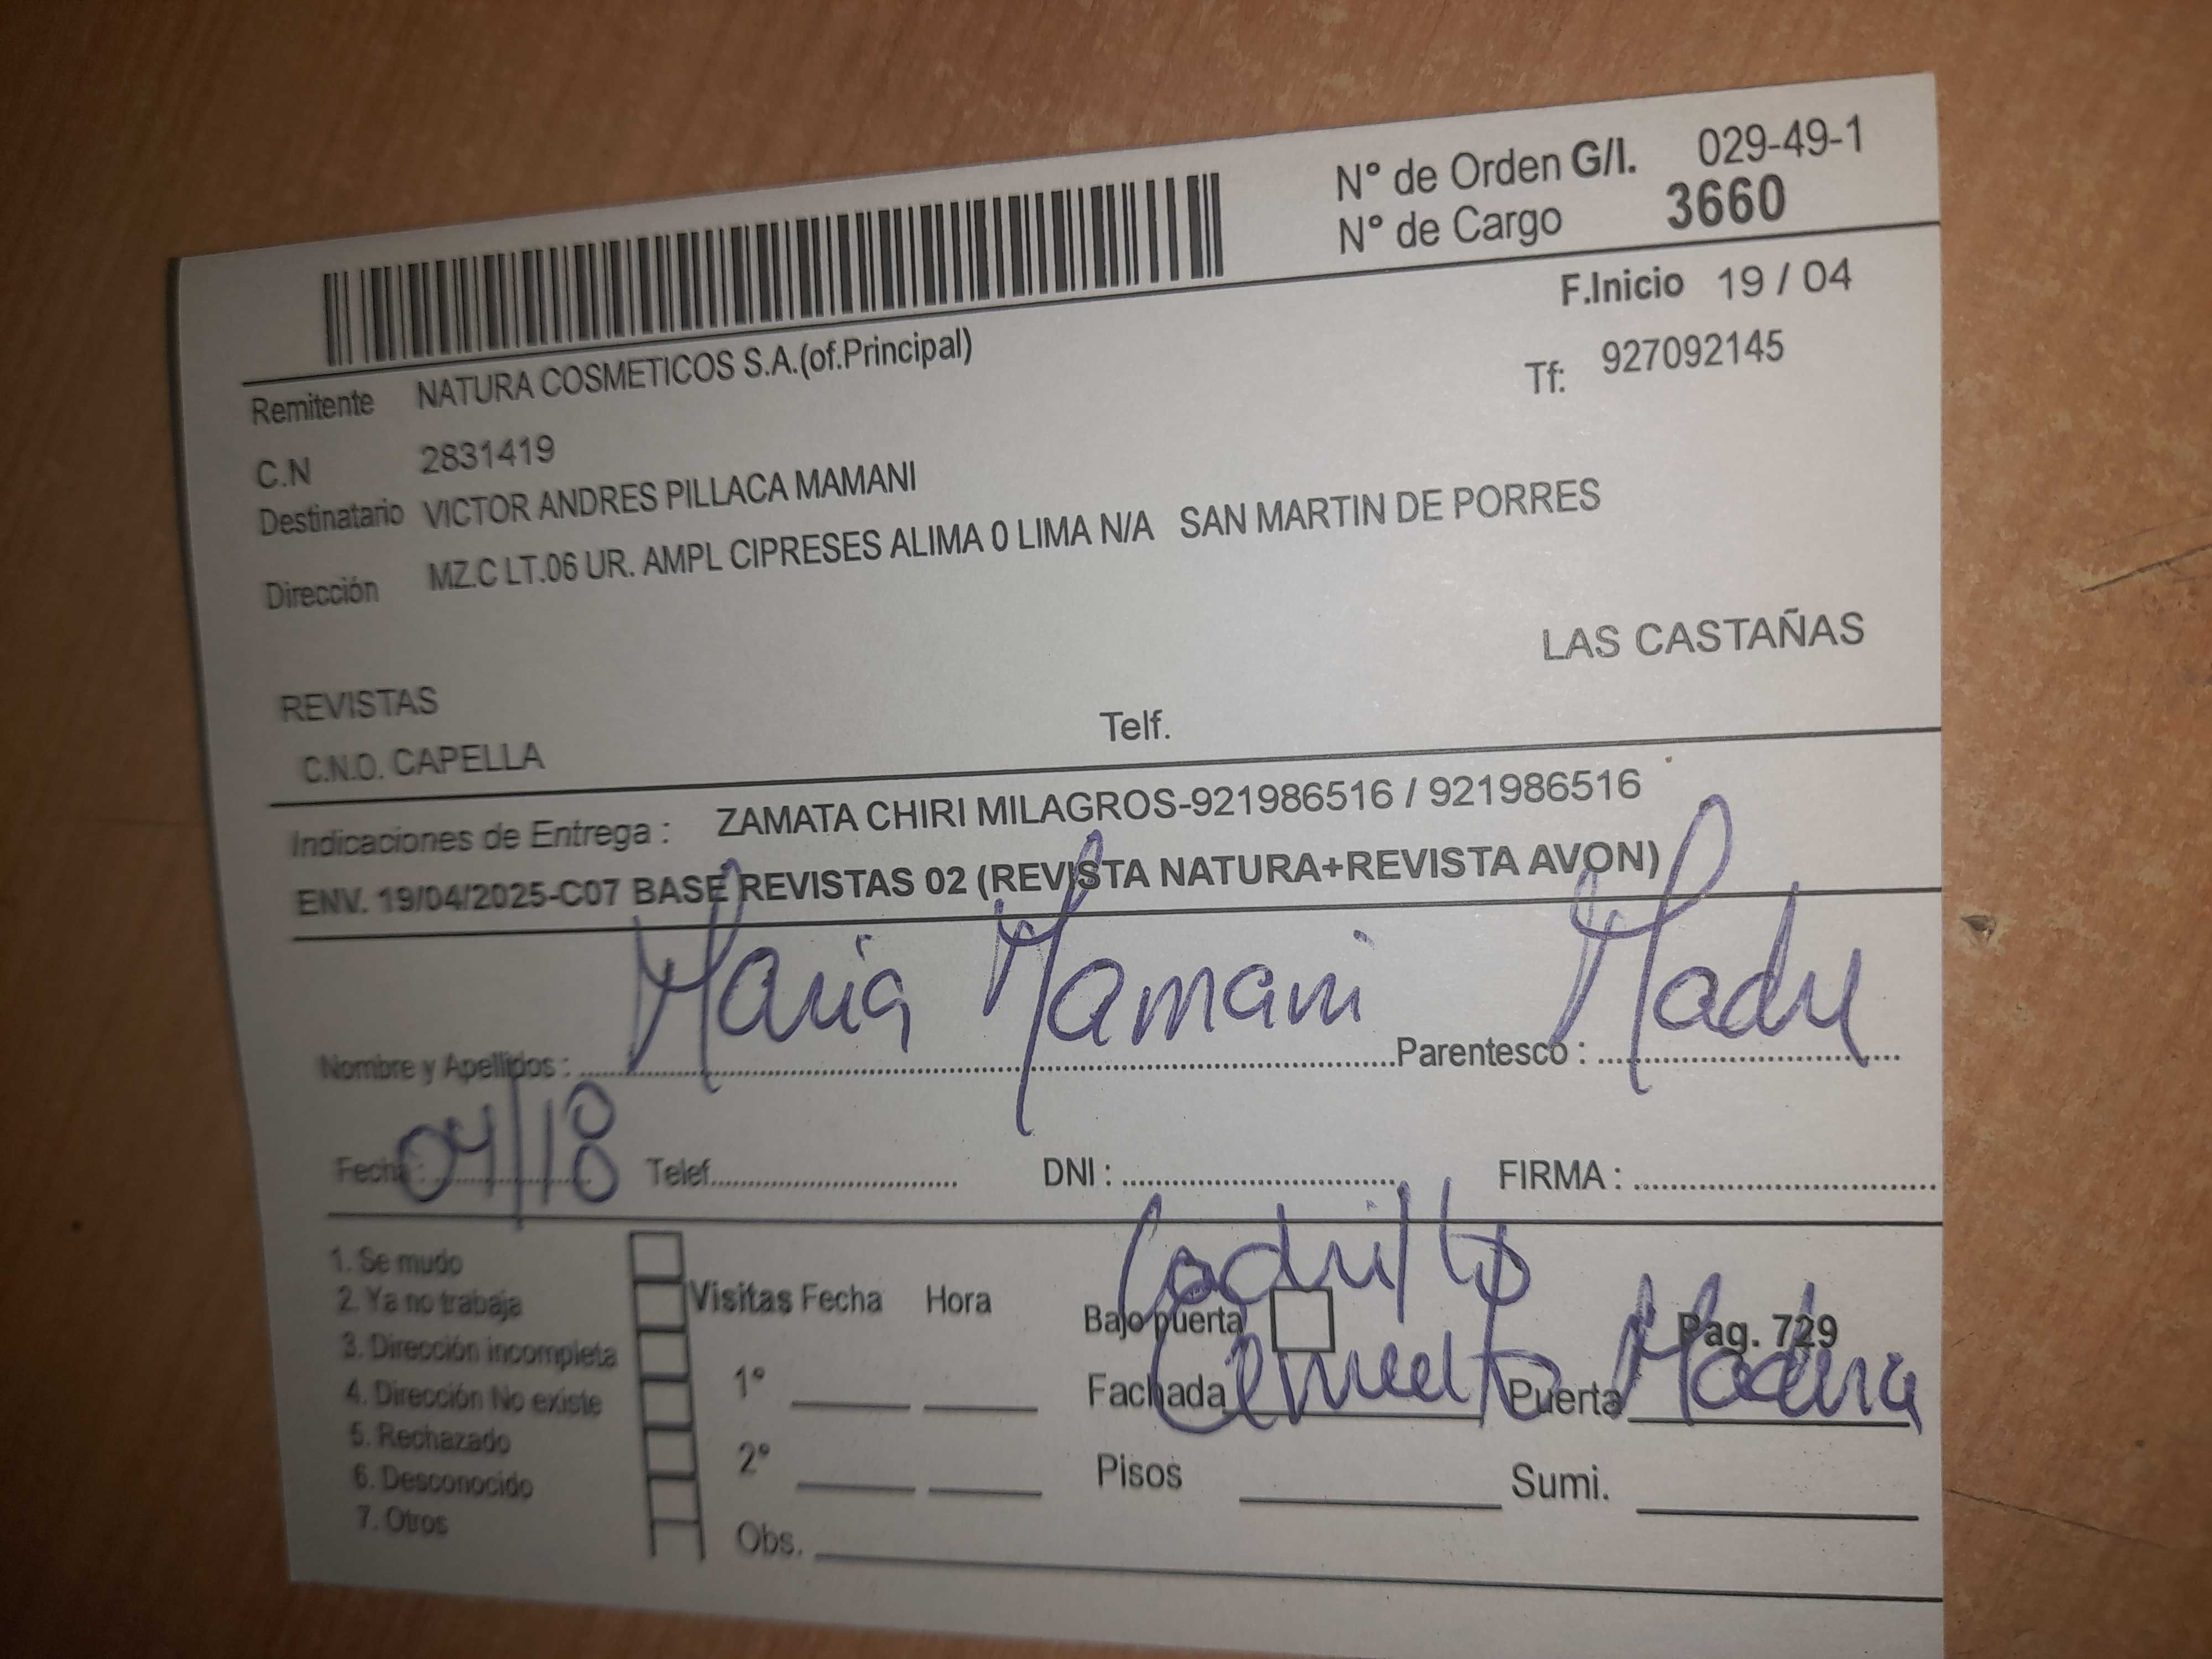 N° de Orden G/I. 029-49-1
N° de Cargo 3660
F.Inicio 19 / 04
Remitente NATURA COSMETICOS S.A.(of.Principal)
Tf: 927092145
C.N 2831419
Destinatario VICTOR ANDRES PILLACA MAMANI
Dirección MZ.C LT.06 UR. AMPL CIPRESES ALIMA 0 LIMA N/A SAN MARTIN DE PORRES
LAS CASTAÑAS
REVISTAS
C.N.O. CAPELLA Telf.
Indicaciones de Entrega : ZAMATA CHIRI MILAGROS-921986516 / 921986516
ENV. 19/04/2025-C07 BASE REVISTAS 02 (REVISTA NATURA+REVISTA AVON)
Nombre y Apellidos : Maria Mamani Parentesco : Madre
Fecha : 04/18 Telef. DNI : FIRMA :
1. Se mudo
2. Ya no trabaja
3. Dirección incompleta
4. Dirección No existe
5. Rechazado
6. Desconocido
7. Otros
Visitas Fecha Hora
1°
2°
Obs.
Ladrillo
Bajo puerta Pag. 729
Fachada Cemento Puerta Madera
Pisos Sumi.